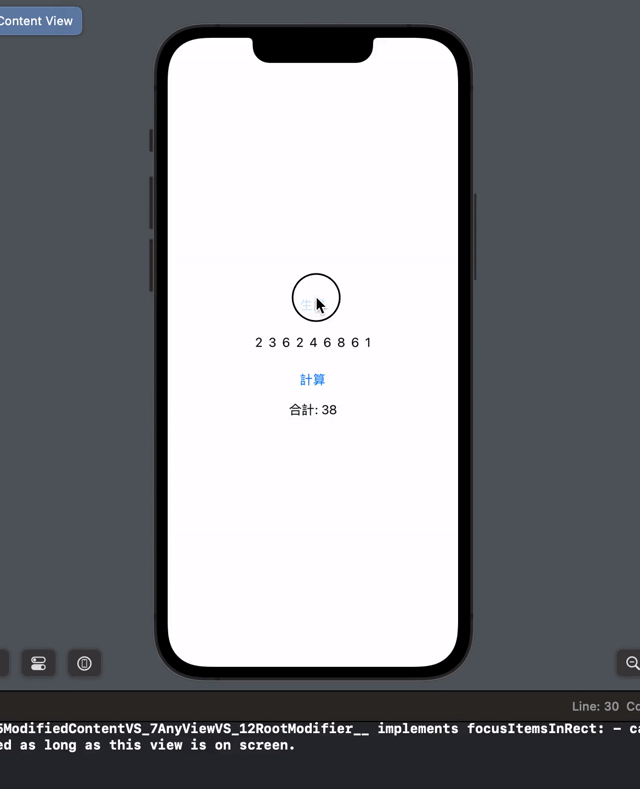 Content View
2 3 6 2 4 6 8 6 1
計算
合計: 38
Line: 30 Co
5ModifiedContentVS_7AnyViewVS_12RootModifier__ implements focusItemsInRect: - ca
ed as long as this view is on screen.